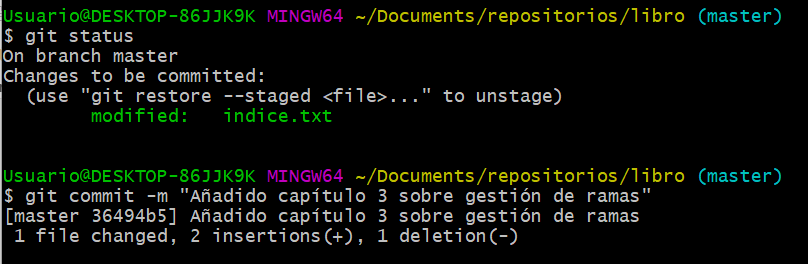 Usuario@DESKTOP-86JJK9K MINGW64 ~/Documents/repositorios/libro (master)
$ git status
On branch master
Changes to be committed:
  (use "git restore --staged <file>..." to unstage)
        modified:   indice.txt
Usuario@DESKTOP-86JJK9K MINGW64 ~/Documents/repositorios/libro (master)
$ git commit -m "Añadido capítulo 3 sobre gestión de ramas"
[master 36494b5] Añadido capítulo 3 sobre gestión de ramas
 1 file changed, 2 insertions(+), 1 deletion(-)